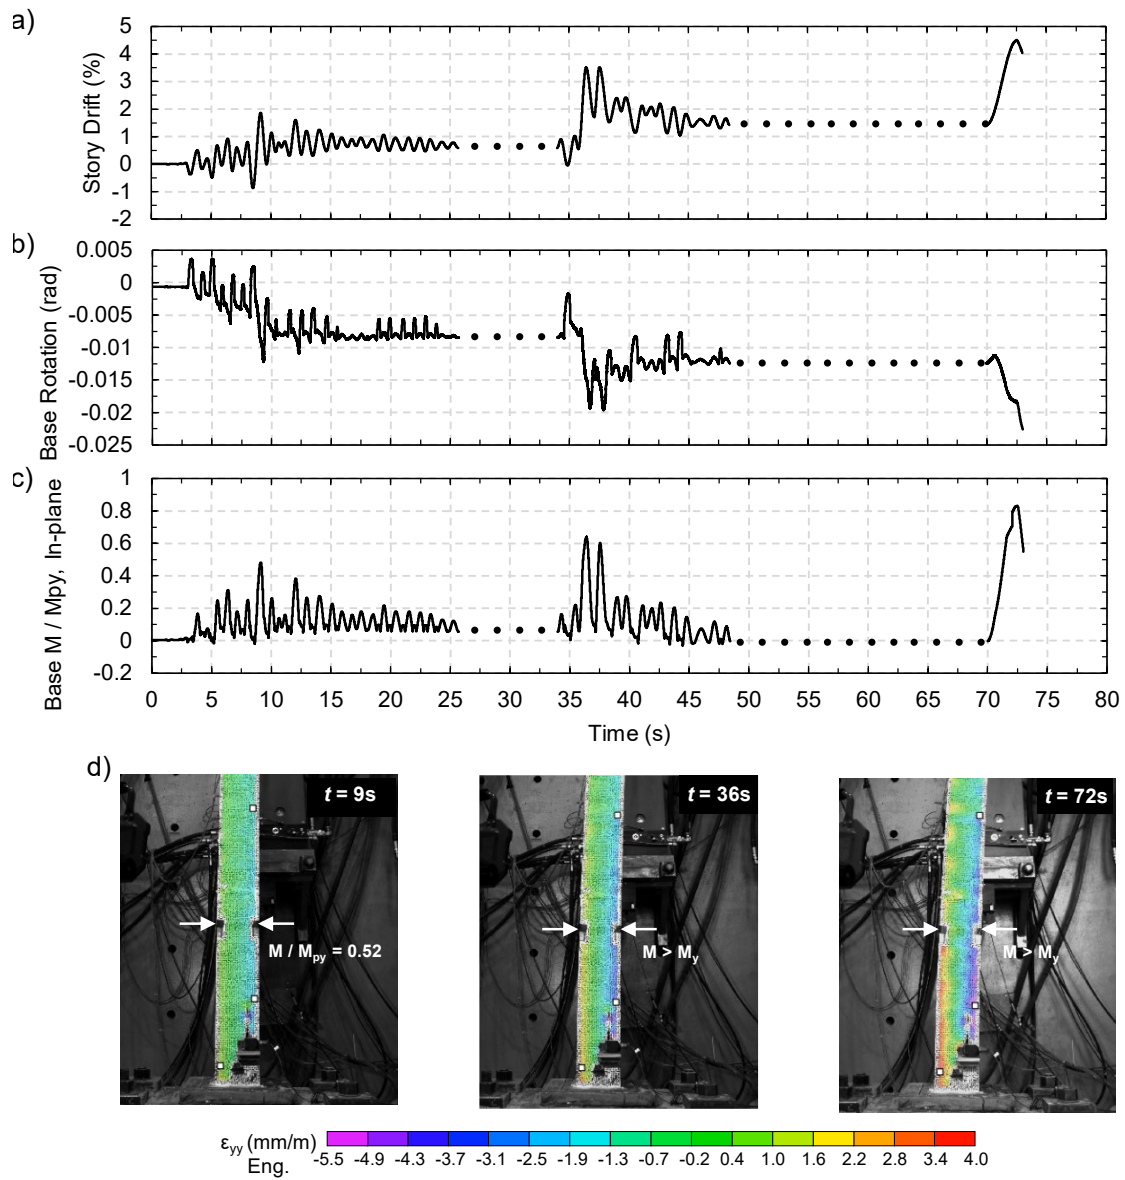 a)
Story Drift (%)
5
4
3
2
1
0
-1
-2
b)
Base Rotation (rad)
0.005
0
-0.005
-0.01
-0.015
-0.02
-0.025
c)
Base M / Mpy, In-plane
1
0.8
0.6
0.4
0.2
0
-0.2
0 5 10 15 20 25 30 35 40 45 50 55 60 65 70 75 80
Time (s)
d)
t = 9s
M / Mpy = 0.52
t = 36s
M > My
t = 72s
M > My
εyy (mm/m)
Eng.
-5.5 -4.9 -4.3 -3.7 -3.1 -2.5 -1.9 -1.3 -0.7 -0.2 0.4 1.0 1.6 2.2 2.8 3.4 4.0